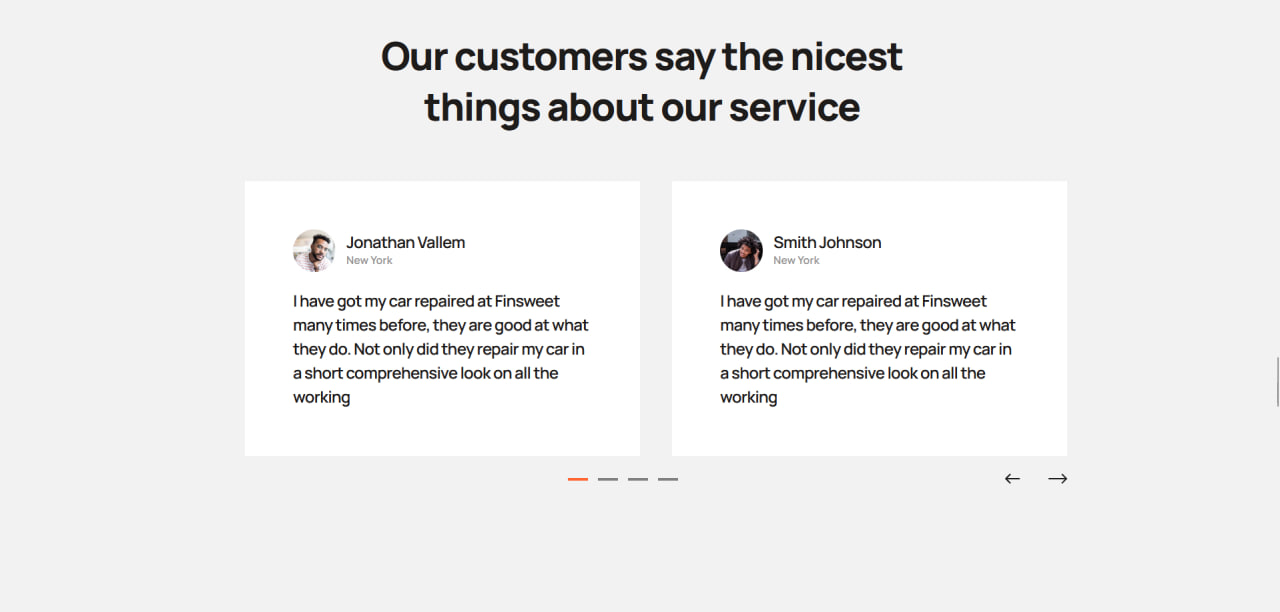 Our customers say the nicest
things about our service
Jonathan Vallem
New York
I have got my car repaired at Finsweet
many times before, they are good at what
they do. Not only did they repair my car in
a short comprehensive look on all the
working
Smith Johnson
New York
I have got my car repaired at Finsweet
many times before, they are good at what
they do. Not only did they repair my car in
a short comprehensive look on all the
working